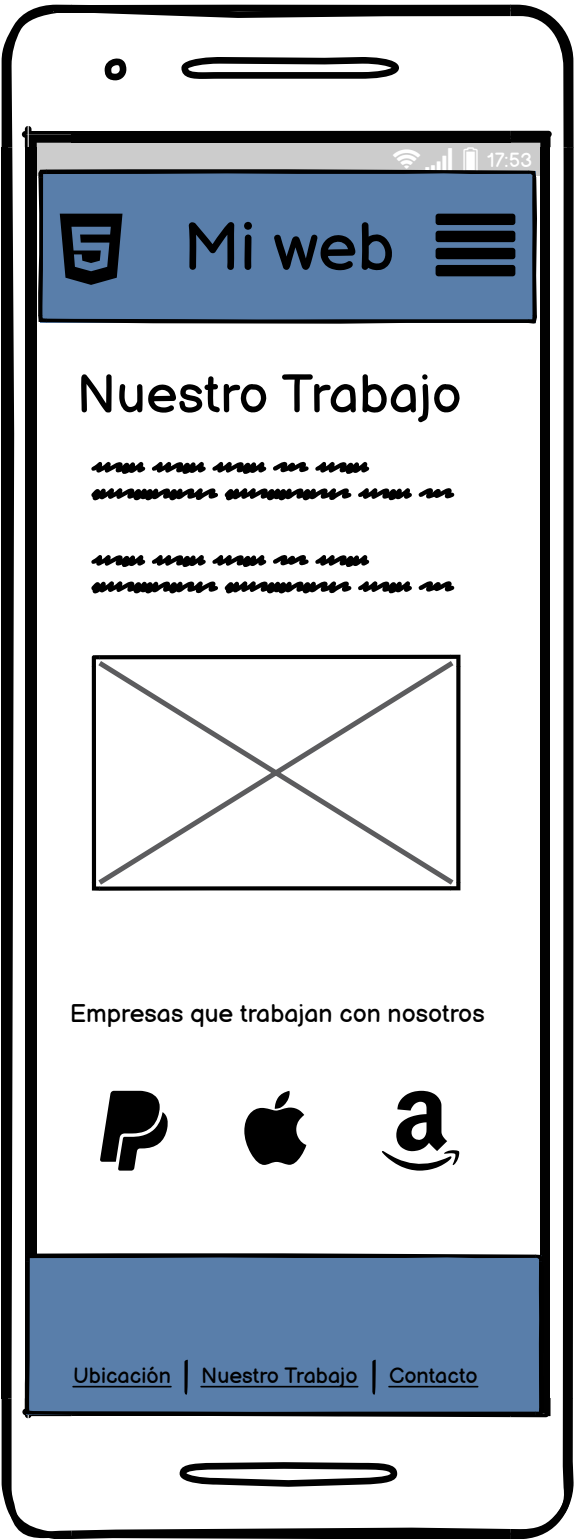 17:53
Mi web
Nuestro Trabajo
Empresas que trabajan con nosotros
Ubicación | Nuestro Trabajo | Contacto